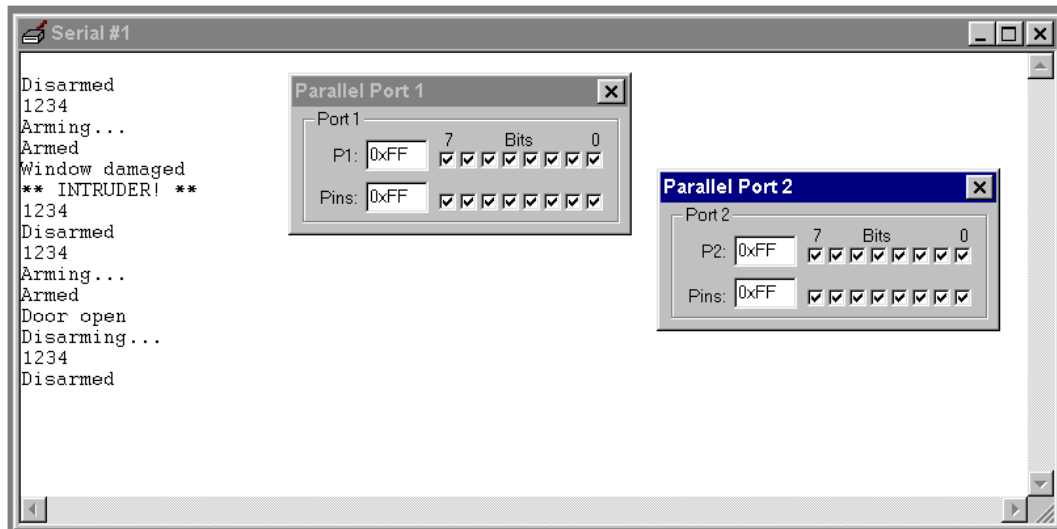 Serial #1
Disarmed
1234
Arming...
Armed
Window damaged
** INTRUDER! **
1234
Disarmed
1234
Arming...
Armed
Door open
Disarming...
1234
Disarmed
Parallel Port 1
Port 1
7 Bits 0
P1: 0xFF
Pins: 0xFF
Parallel Port 2
Port 2
7 Bits 0
P2: 0xFF
Pins: 0xFF